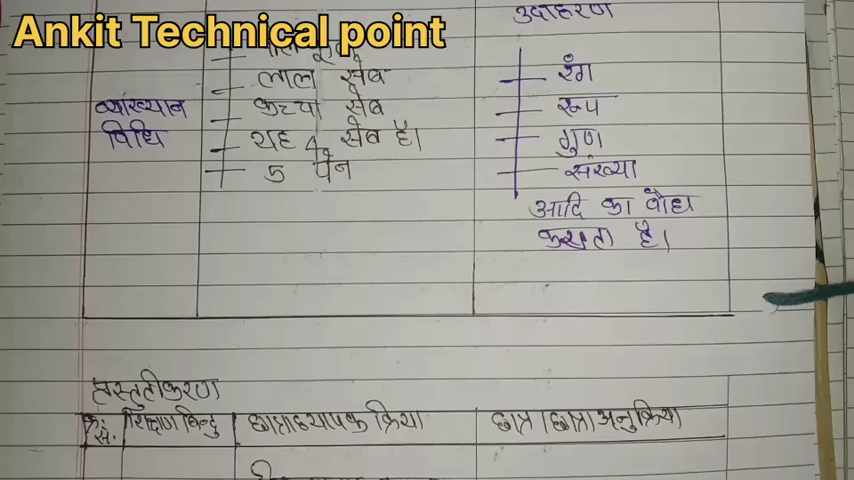 Ankit Technical point
उदाहरण
लाल सेब
कच्चा सेब
यह 4 सेब है।
5 पेन
व्याख्यान
विधि
रंग
रूप
गुण
संख्या
आदि का बोध
कराता है।
प्रस्तुतीकरण
क्र. सं.
शिक्षण बिन्दु
छात्राध्यापक क्रिया
छात्र/छात्रा अनुक्रिया